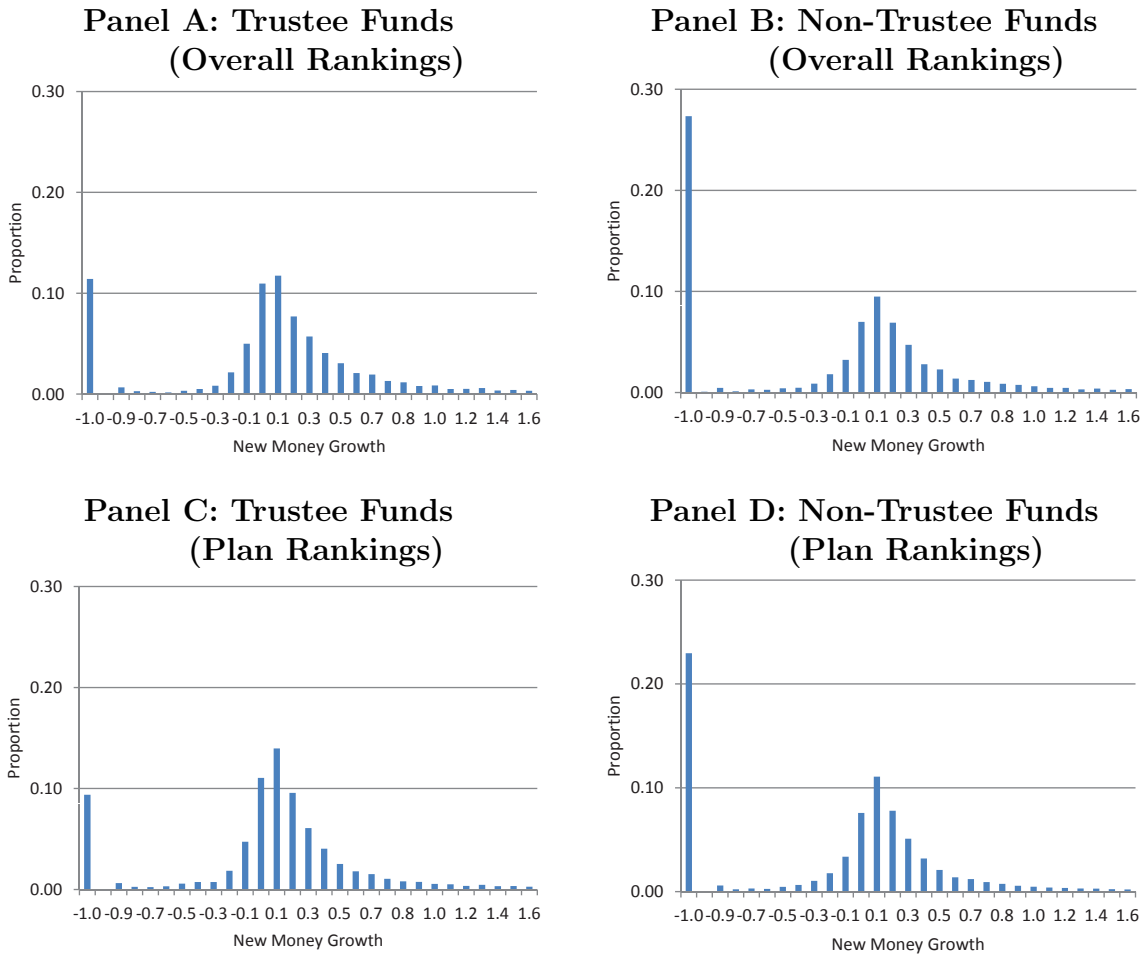 Panel A: Trustee Funds
(Overall Rankings)
0.30
0.20
0.10
0.00
Proportion
-1.0 -0.9 -0.7 -0.5 -0.3 -0.1 0.1 0.3 0.5 0.7 0.8 1.0 1.2 1.4 1.6
New Money Growth
Panel B: Non-Trustee Funds
(Overall Rankings)
0.30
0.20
0.10
0.00
Proportion
-1.0 -0.9 -0.7 -0.5 -0.3 -0.1 0.1 0.3 0.5 0.7 0.8 1.0 1.2 1.4 1.6
New Money Growth
Panel C: Trustee Funds
(Plan Rankings)
0.30
0.20
0.10
0.00
Proportion
-1.0 -0.9 -0.7 -0.5 -0.3 -0.1 0.1 0.3 0.5 0.7 0.8 1.0 1.2 1.4 1.6
New Money Growth
Panel D: Non-Trustee Funds
(Plan Rankings)
0.30
0.20
0.10
0.00
Proportion
-1.0 -0.9 -0.7 -0.5 -0.3 -0.1 0.1 0.3 0.5 0.7 0.8 1.0 1.2 1.4 1.6
New Money Growth